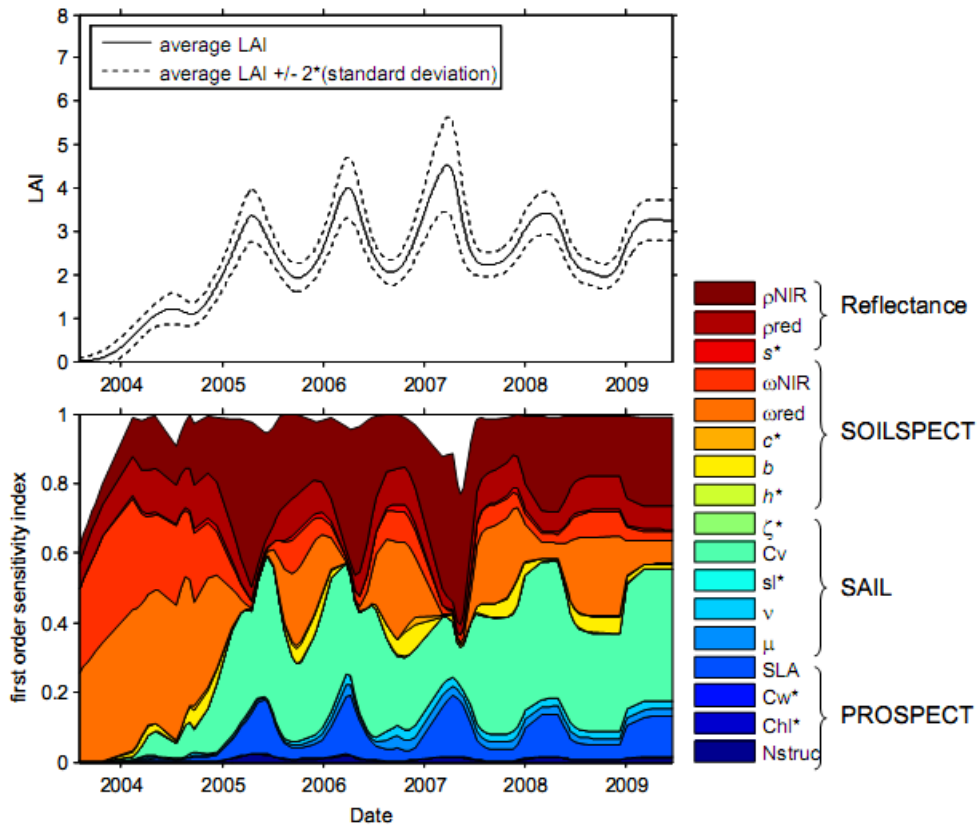 8
7
6
5
4
3
2
1
0
LAI
average LAI
average LAI +/- 2*(standard deviation)
2004 2005 2006 2007 2008 2009
1
0.8
0.6
0.4
0.2
0
first order sensitivity index
2004 2005 2006 2007 2008 2009
Date
ρNIR
ρred
s*
ωNIR
ωred
c*
b
h*
ζ*
Cv
sl*
ν
μ
SLA
Cw*
Chl*
Nstruc
Reflectance
SOILSPECT
SAIL
PROSPECT